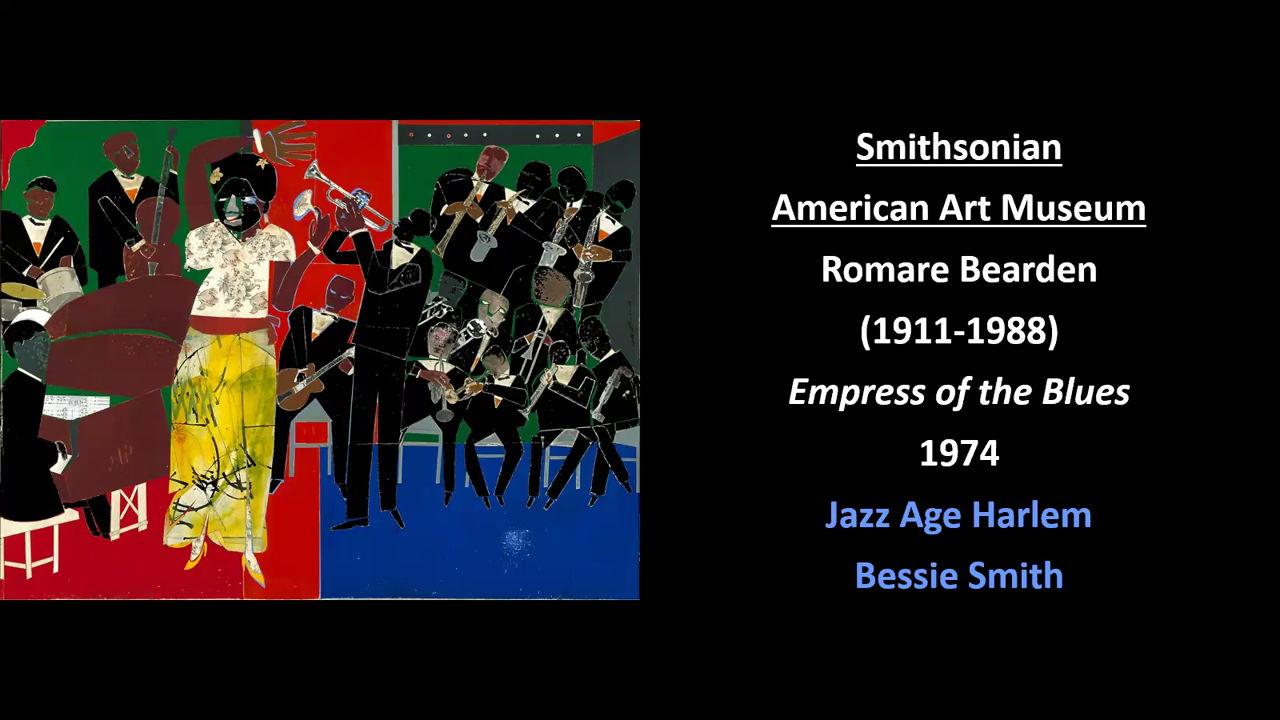 Smithsonian
American Art Museum
Romare Bearden
(1911-1988)
Empress of the Blues
1974
Jazz Age Harlem
Bessie Smith